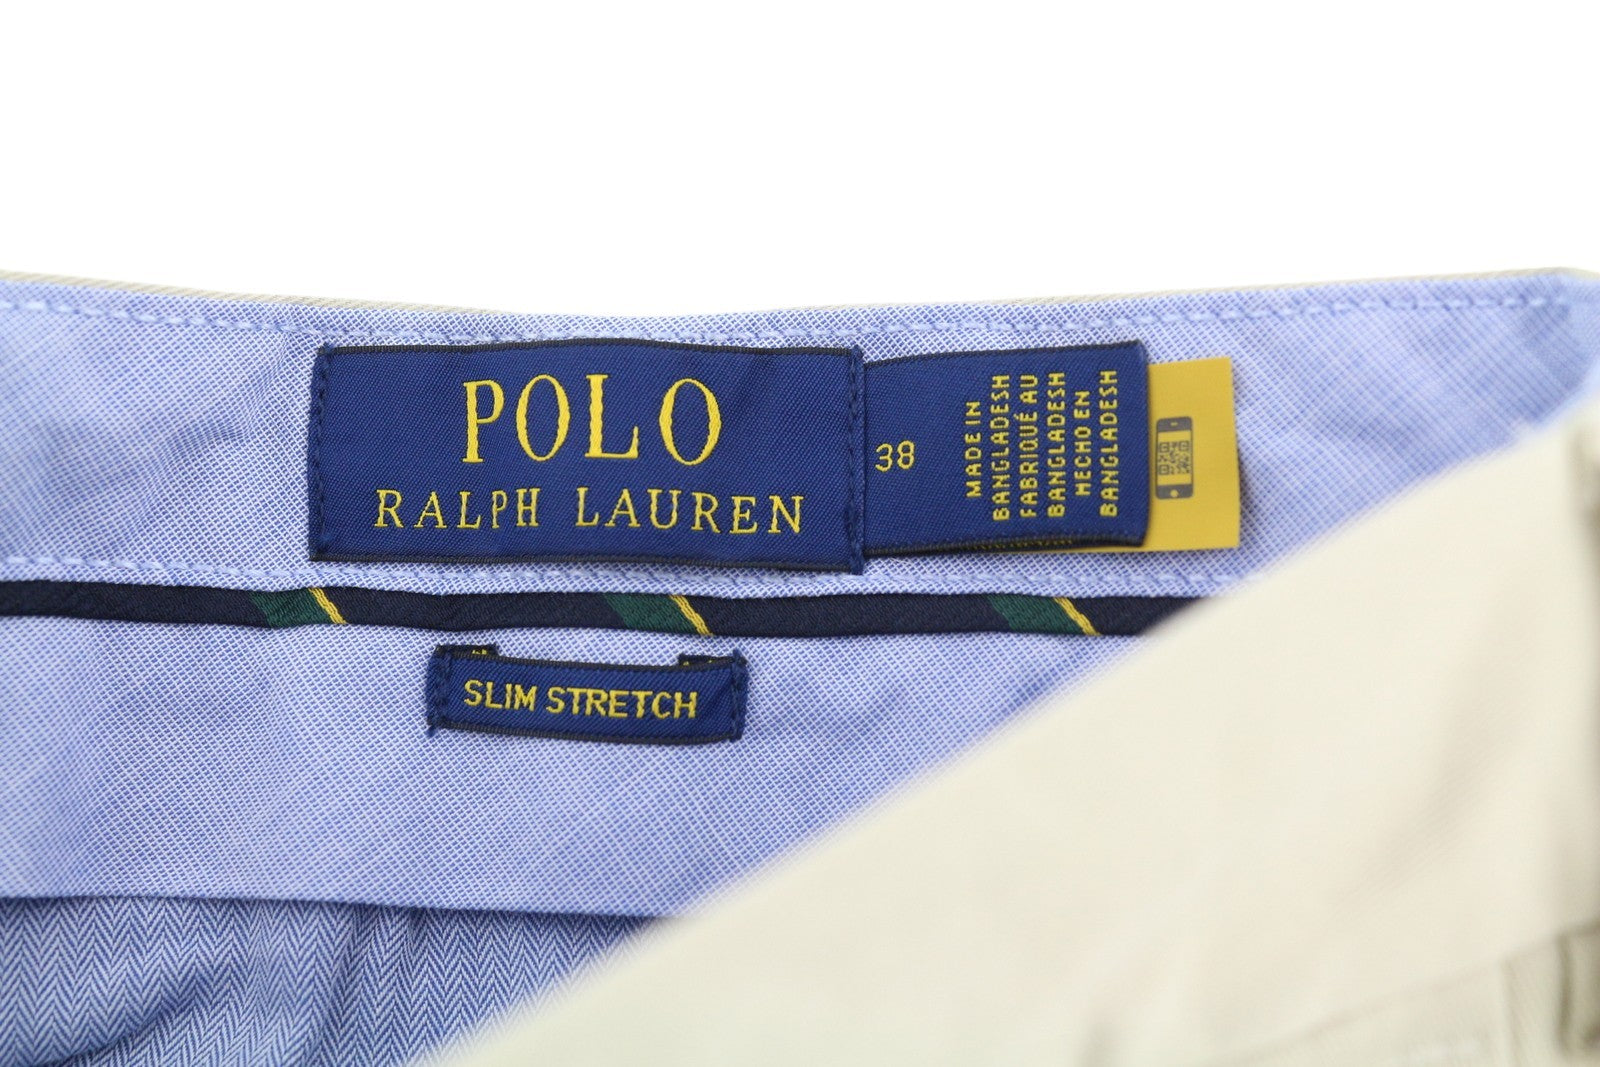 POLO
RALPH LAUREN
38
MADE IN
BANGLADESH
FABRIQUÉ AU
BANGLADESH
HECHO EN
BANGLADESH
SLIM STRETCH